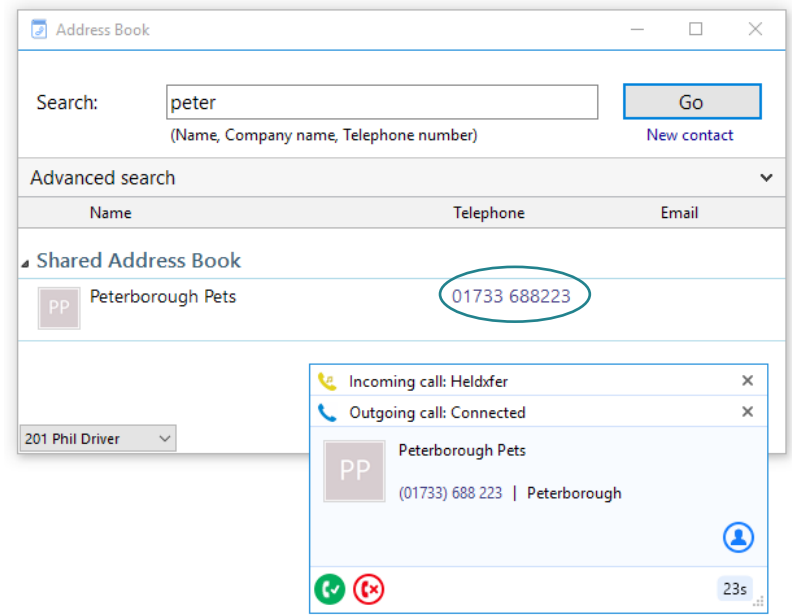 Address Book
Search: peter Go
(Name, Company name, Telephone number) New contact
Advanced search
Name Telephone Email
Shared Address Book
PP Peterborough Pets 01733 688223
Incoming call: Heldxfer
Outgoing call: Connected
201 Phil Driver
Peterborough Pets
PP
(01733) 688 223 | Peterborough
23s